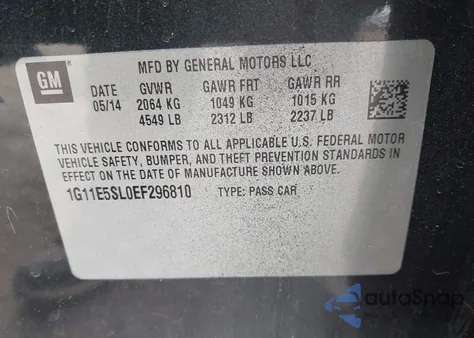 GM
MFD BY GENERAL MOTORS LLC
DATE GVWR GAWR FRT GAWR RR
05/14 2064 KG 1049 KG 1015 KG
4549 LB 2312 LB 2237 LB
THIS VEHICLE CONFORMS TO ALL APPLICABLE U.S. FEDERAL MOTOR
VEHICLE SAFETY, BUMPER, AND THEFT PREVENTION STANDARDS IN
EFFECT ON THE DATE OF MANUFACTURE SHOWN ABOVE.
1G11E5SL0EF296810 TYPE: PASS CAR
autoSnap